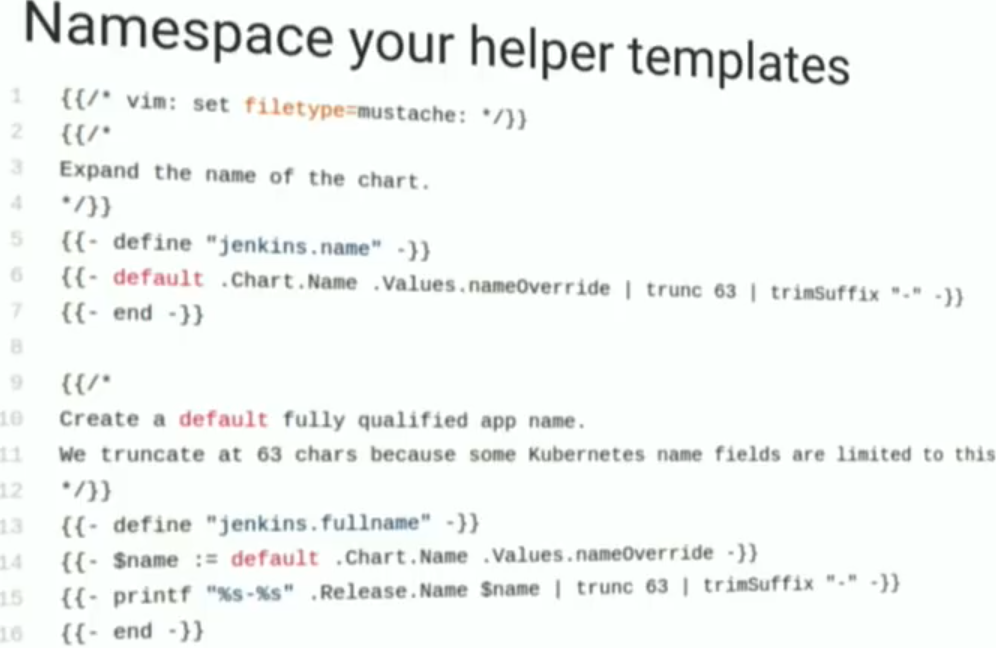 Namespace your helper templates
1 {{/* vim: set filetype=mustache: */}}
2 {{/*
3 Expand the name of the chart.
4 */}}
5 {{- define "jenkins.name" -}}
6 {{- default .Chart.Name .Values.nameOverride | trunc 63 | trimSuffix "-" -}}
7 {{- end -}}
8
9 {{/*
10 Create a default fully qualified app name.
11 We truncate at 63 chars because some Kubernetes name fields are limited to this
12 */}}
13 {{- define "jenkins.fullname" -}}
14 {{- $name := default .Chart.Name .Values.nameOverride -}}
15 {{- printf "%s-%s" .Release.Name $name | trunc 63 | trimSuffix "-" -}}
16 {{- end -}}